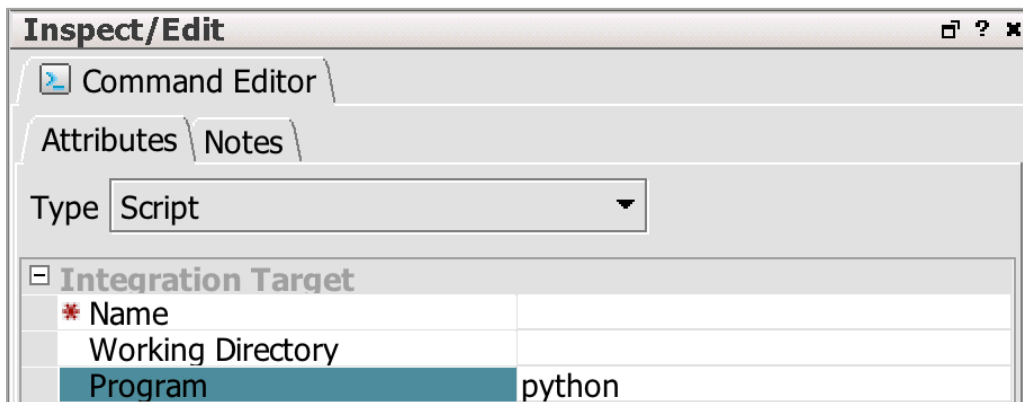 Inspect/Edit
Command Editor
Attributes Notes
Type Script
Integration Target
* Name
Working Directory
Program python